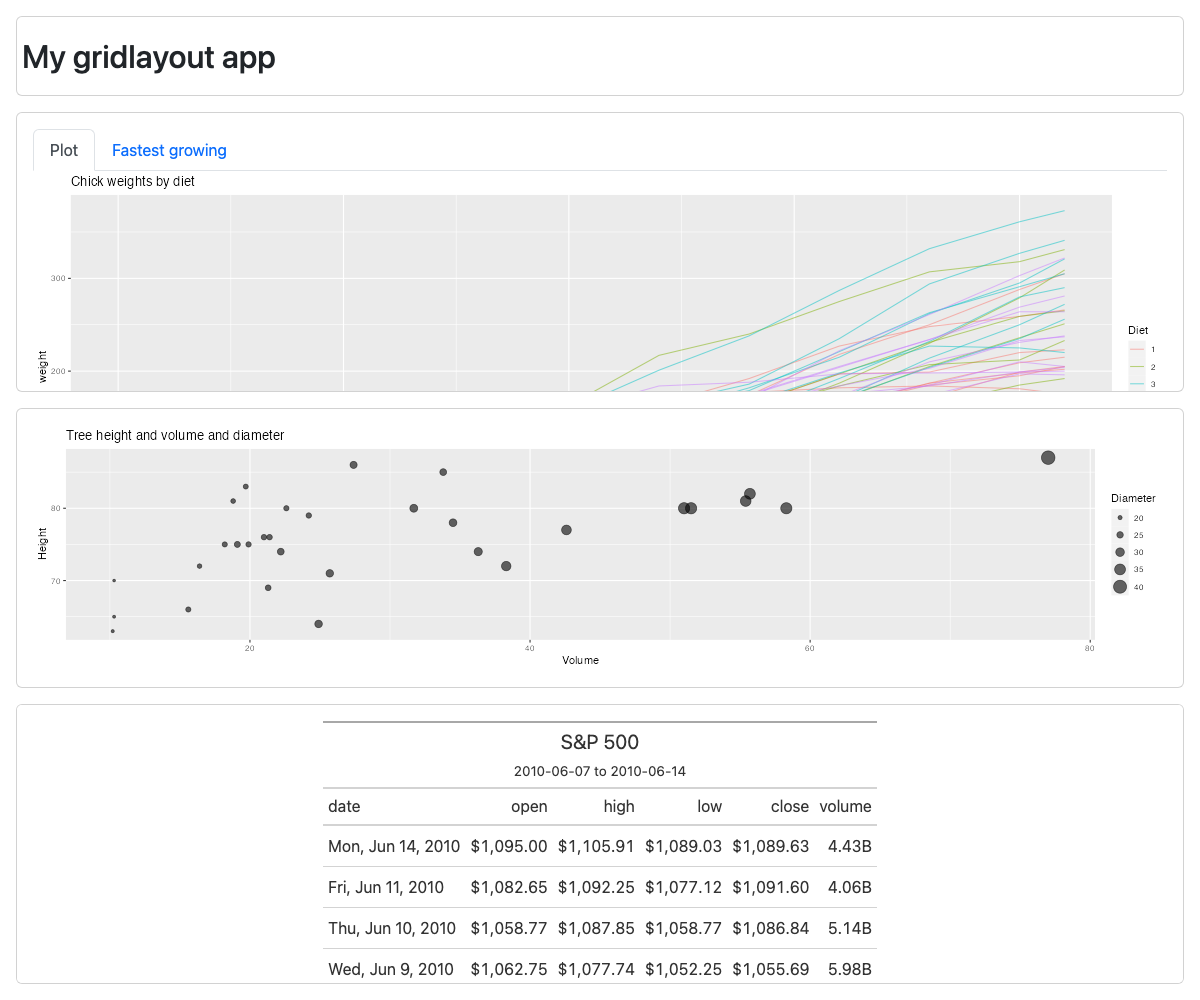 My gridlayout app
Plot
Fastest growing
Chick weights by diet
300
200
weight
Diet
1
2
3
Tree height and volume and diameter
80
70
Height
20
40
60
80
Volume
Diameter
20
25
30
35
40
S&P 500
2010-06-07 to 2010-06-14
date open high low close volume
Mon, Jun 14, 2010 $1,095.00 $1,105.91 $1,089.03 $1,089.63 4.43B
Fri, Jun 11, 2010 $1,082.65 $1,092.25 $1,077.12 $1,091.60 4.06B
Thu, Jun 10, 2010 $1,058.77 $1,087.85 $1,058.77 $1,086.84 5.14B
Wed, Jun 9, 2010 $1,062.75 $1,077.74 $1,052.25 $1,055.69 5.98B